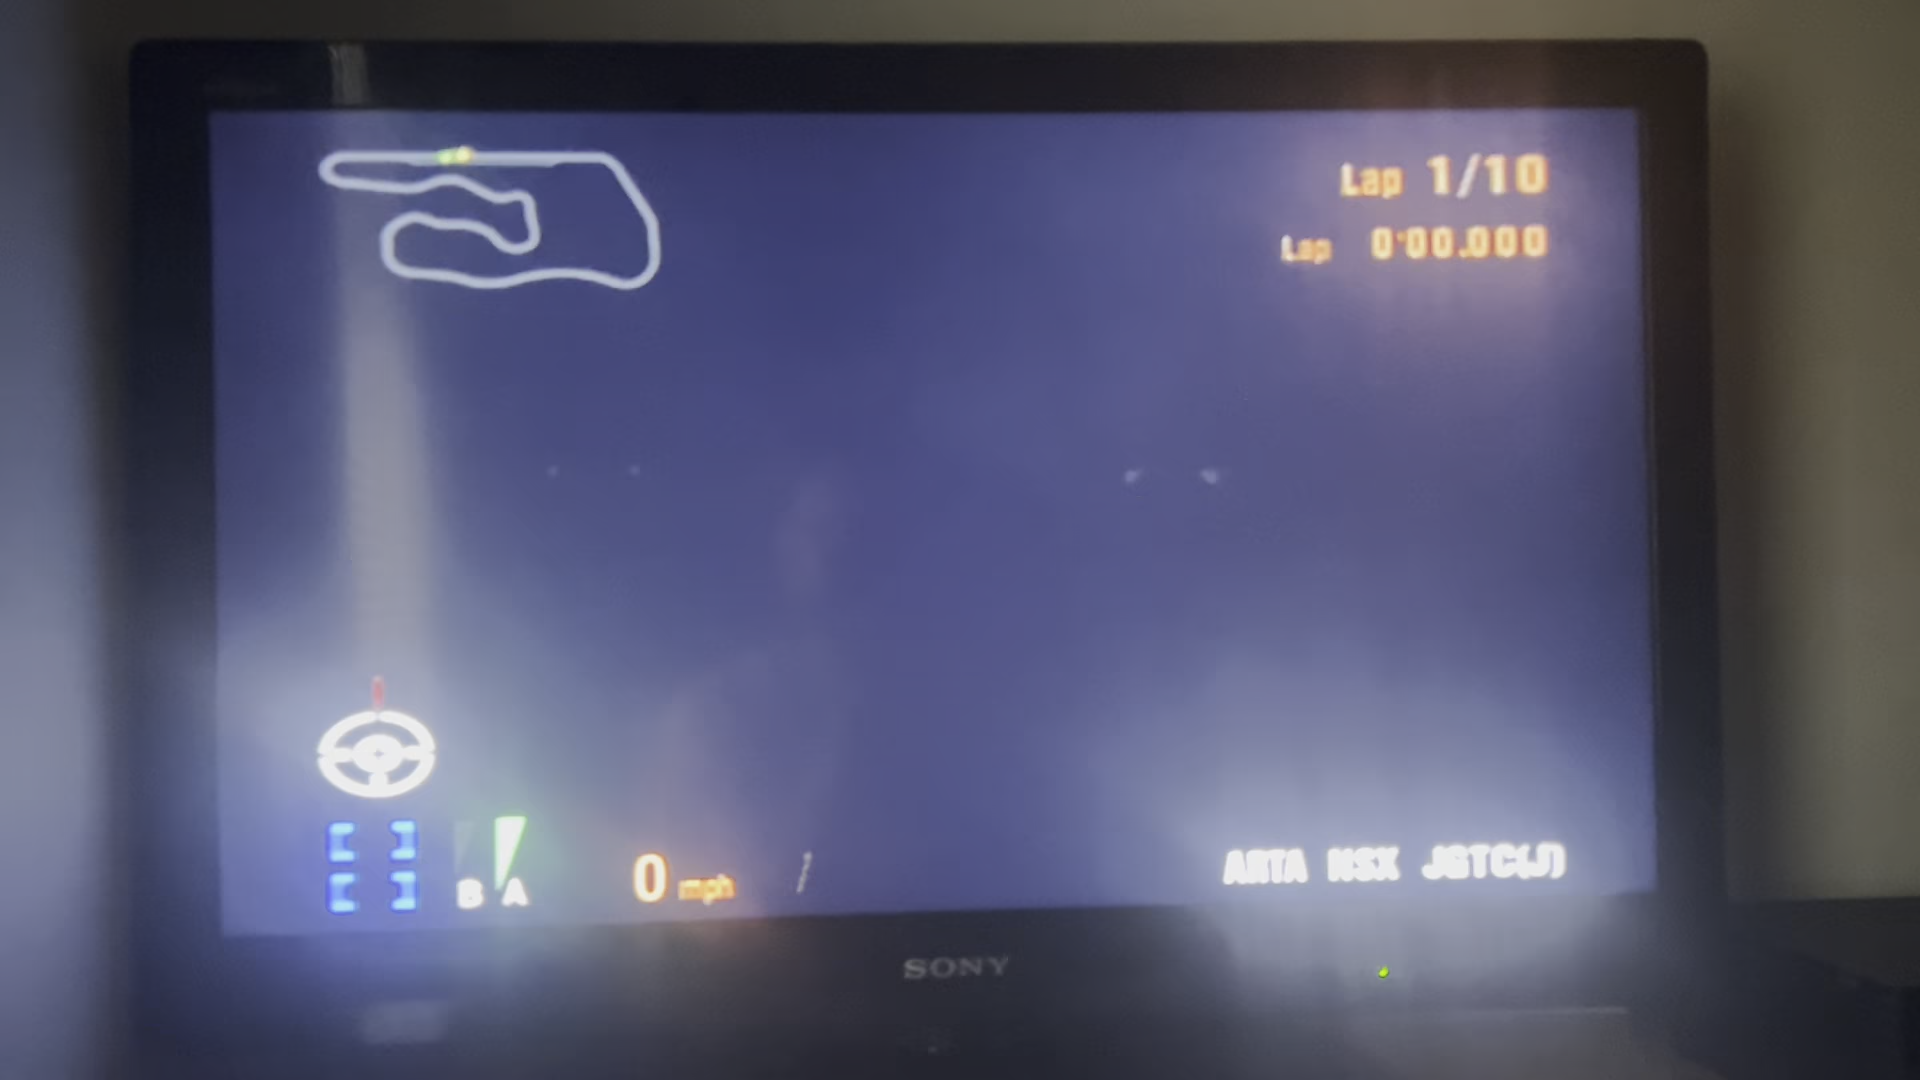 Lap 1/10
Lap 0'00.000
B A
0 mph /
ARTA NSX JGTC(J)
SONY